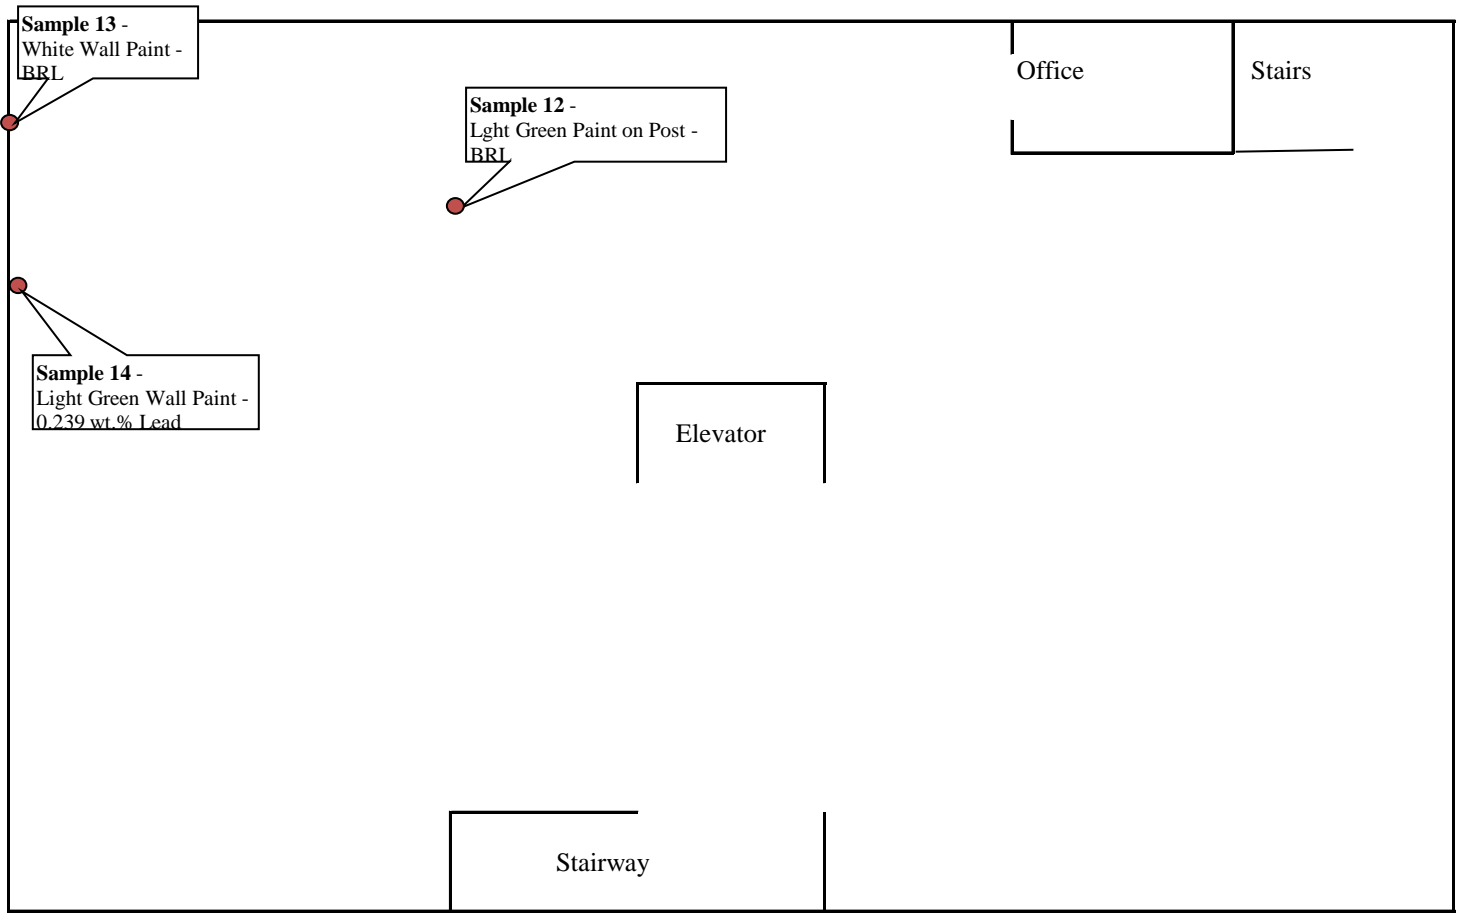 Sample 13 -
White Wall Paint -
BRL
Office
Stairs
Sample 12 -
Lght Green Paint on Post -
BRL
Sample 14 -
Light Green Wall Paint -
0.239 wt.% Lead
Elevator
Stairway